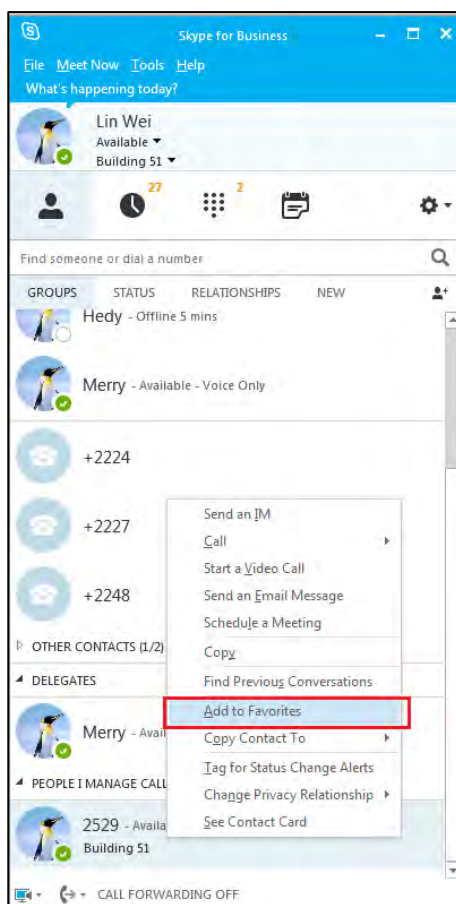 Skype for Business
File Meet Now Tools Help
What's happening today?
Lin Wei
Available
Building 51
27 2
Find someone or dial a number
GROUPS STATUS RELATIONSHIPS NEW
Hedy - Offline 5 mins
Merry - Available - Voice Only
+2224
+2227
+2248
OTHER CONTACTS (1/2)
DELEGATES
Merry - Avai
PEOPLE I MANAGE CALL
2529 - Availa
Building 51
Send an IM
Call
Start a Video Call
Send an Email Message
Schedule a Meeting
Copy
Find Previous Conversations
Add to Favorites
Copy Contact To
Tag for Status Change Alerts
Change Privacy Relationship
See Contact Card
CALL FORWARDING OFF